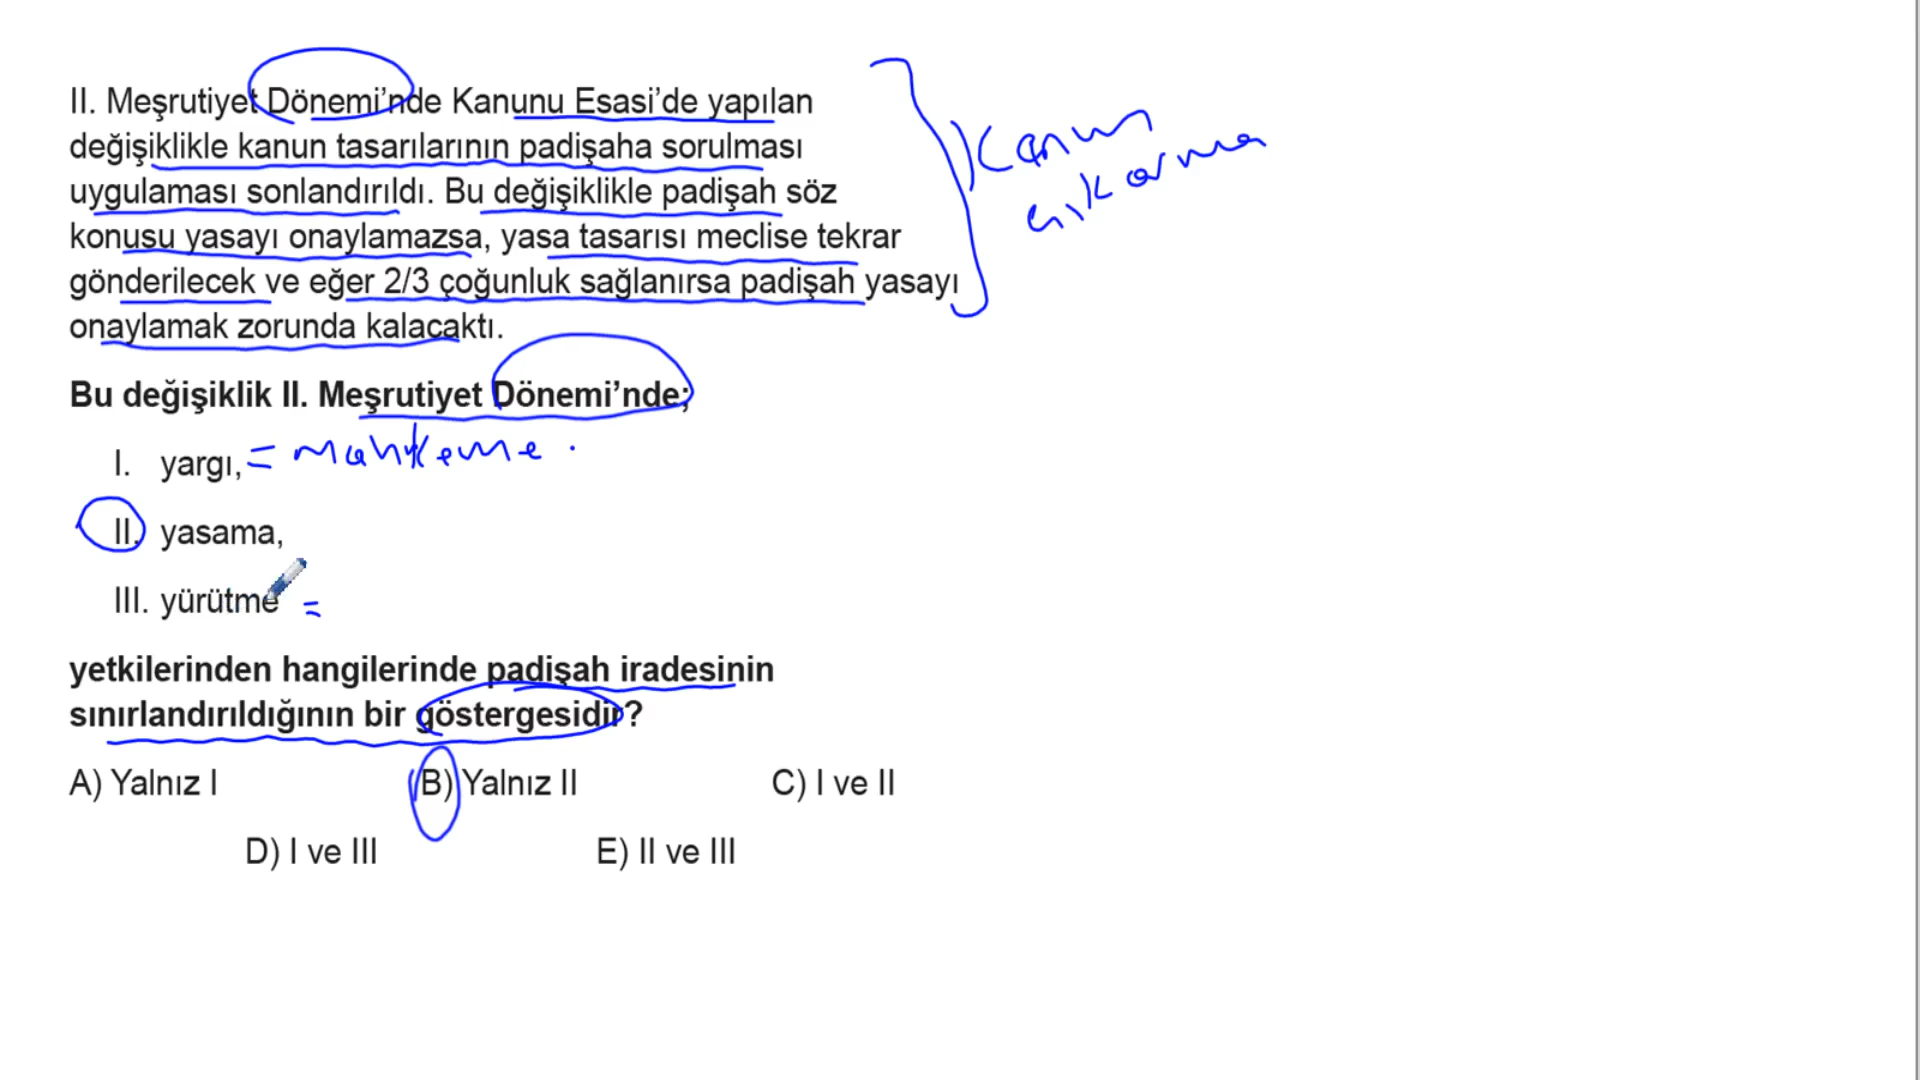 II. Meşrutiyet Dönemi'nde Kanunu Esasi'de yapılan
değişiklikle kanun tasarılarının padişaha sorulması
uygulaması sonlandırıldı. Bu değişiklikle padişah söz
konusu yasayı onaylamazsa, yasa tasarısı meclise tekrar
gönderilecek ve eğer 2/3 çoğunluk sağlanırsa padişah yasayı
onaylamak zorunda kalacaktı.
Kanun
çıkarma
Bu değişiklik II. Meşrutiyet Dönemi'nde;
I. yargı, = mahkeme.
II. yasama,
III. yürütme =
yetkilerinden hangilerinde padişah iradesinin
sınırlandırıldığının bir göstergesidir?
A) Yalnız I B) Yalnız II C) I ve II
D) I ve III E) II ve III